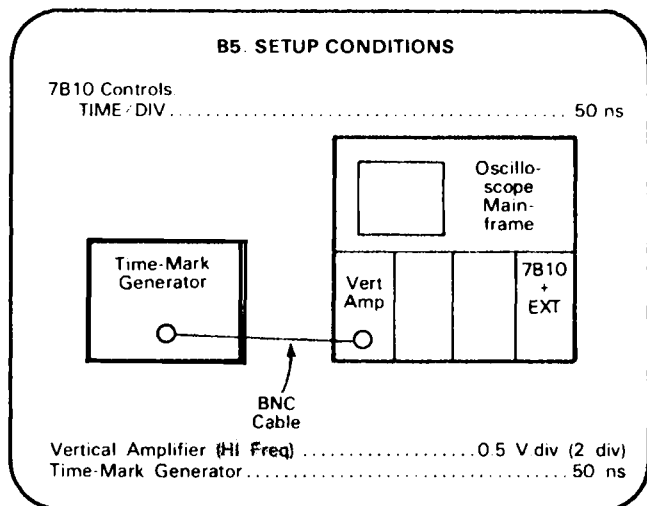 B5. SETUP CONDITIONS
7B10 Controls.
TIME/DIV.......................................................50 ns
Oscillo-
scope
Main-
frame
Time-Mark
Generator
Vert
Amp
7B10
+
EXT
BNC
Cable
Vertical Amplifier (HI Freq)......................0.5 V div (2 div)
Time-Mark Generator.......................................50 ns